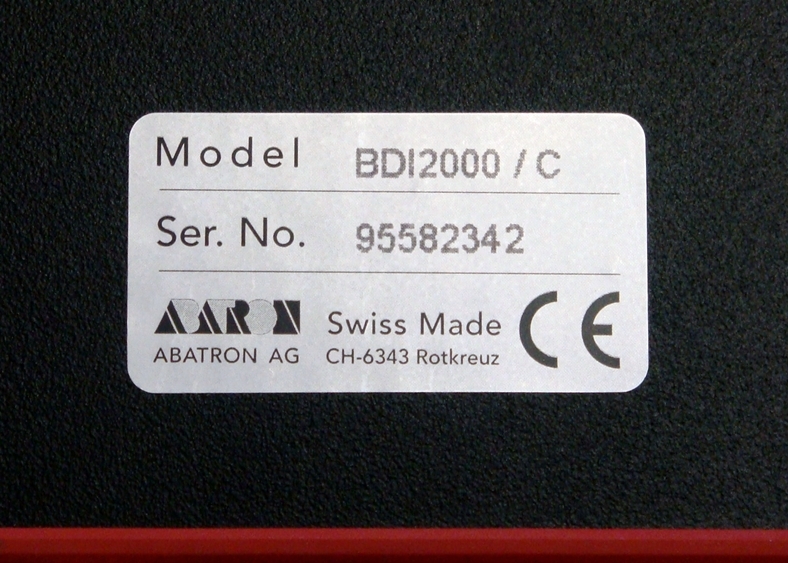 Model BDI2000 / C
Ser. No. 95582342
ABATRON Swiss Made CE
ABATRON AG CH-6343 Rotkreuz